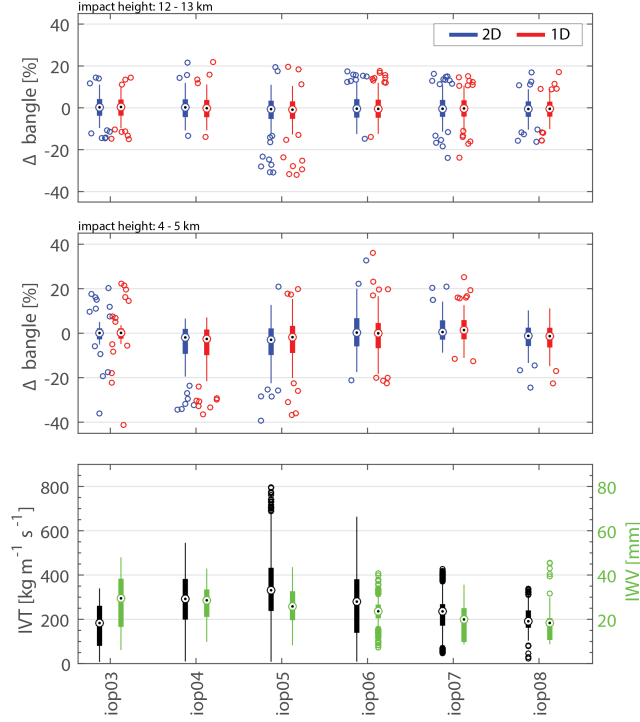 impact height: 12 - 13 km
2D 1D
Δ bangle [%]
40
20
0
-20
-40
impact height: 4 - 5 km
Δ bangle [%]
40
20
0
-20
-40
IVT [kg m⁻¹ s⁻¹]
800
600
400
200
0
80
60
40
20
IWV [mm]
iop03 iop04 iop05 iop06 iop07 iop08